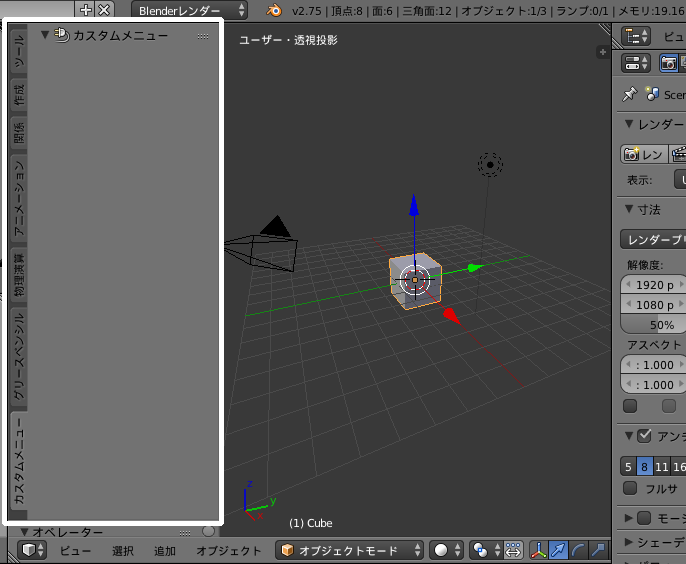 Blenderレンダー
v2.75 | 頂点:8 | 面:6 | 三角面:12 | オブジェクト:1/3 | ランプ:0/1 | メモリ:19.16
ツール
作成
関係
アニメーション
物理演算
グリースペンシル
カスタムメニュー
カスタムメニュー
ユーザー・透視投影
z
y
x
(1) Cube
オペレーター
ビュー 選択 追加 オブジェクト オブジェクトモード
ビュ
Scen
レンダー
レン
表示:
寸法
レンダープリ
解像度:
1920 p
1080 p
50%
アスペクト
: 1.000
: 1.000
アンチ
5 8 11 16
フルサ
モーシ
シェーデ